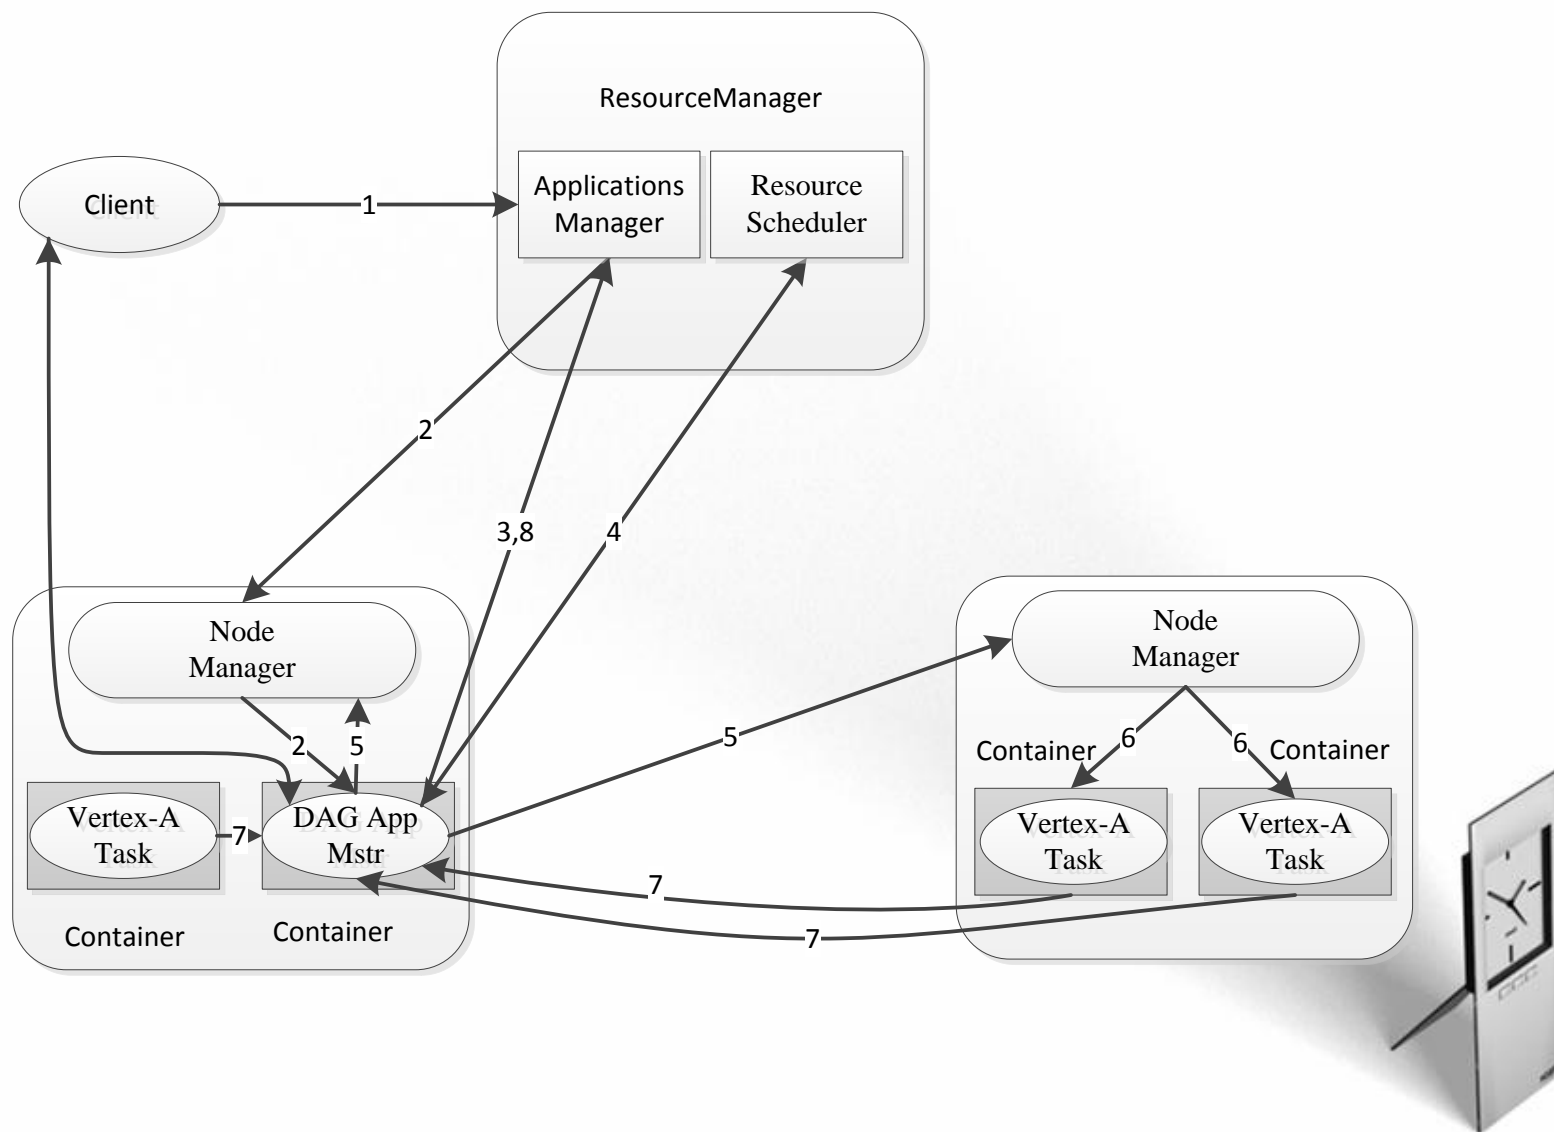 ResourceManager
Applications
Manager
Resource
Scheduler
Client
1
2
3,8
4
Node
Manager
Node
Manager
2
5
5
6
6
Container
Container
Vertex-A
Task
7
DAG App
Mstr
Vertex-A
Task
Vertex-A
Task
7
7
Container
Container